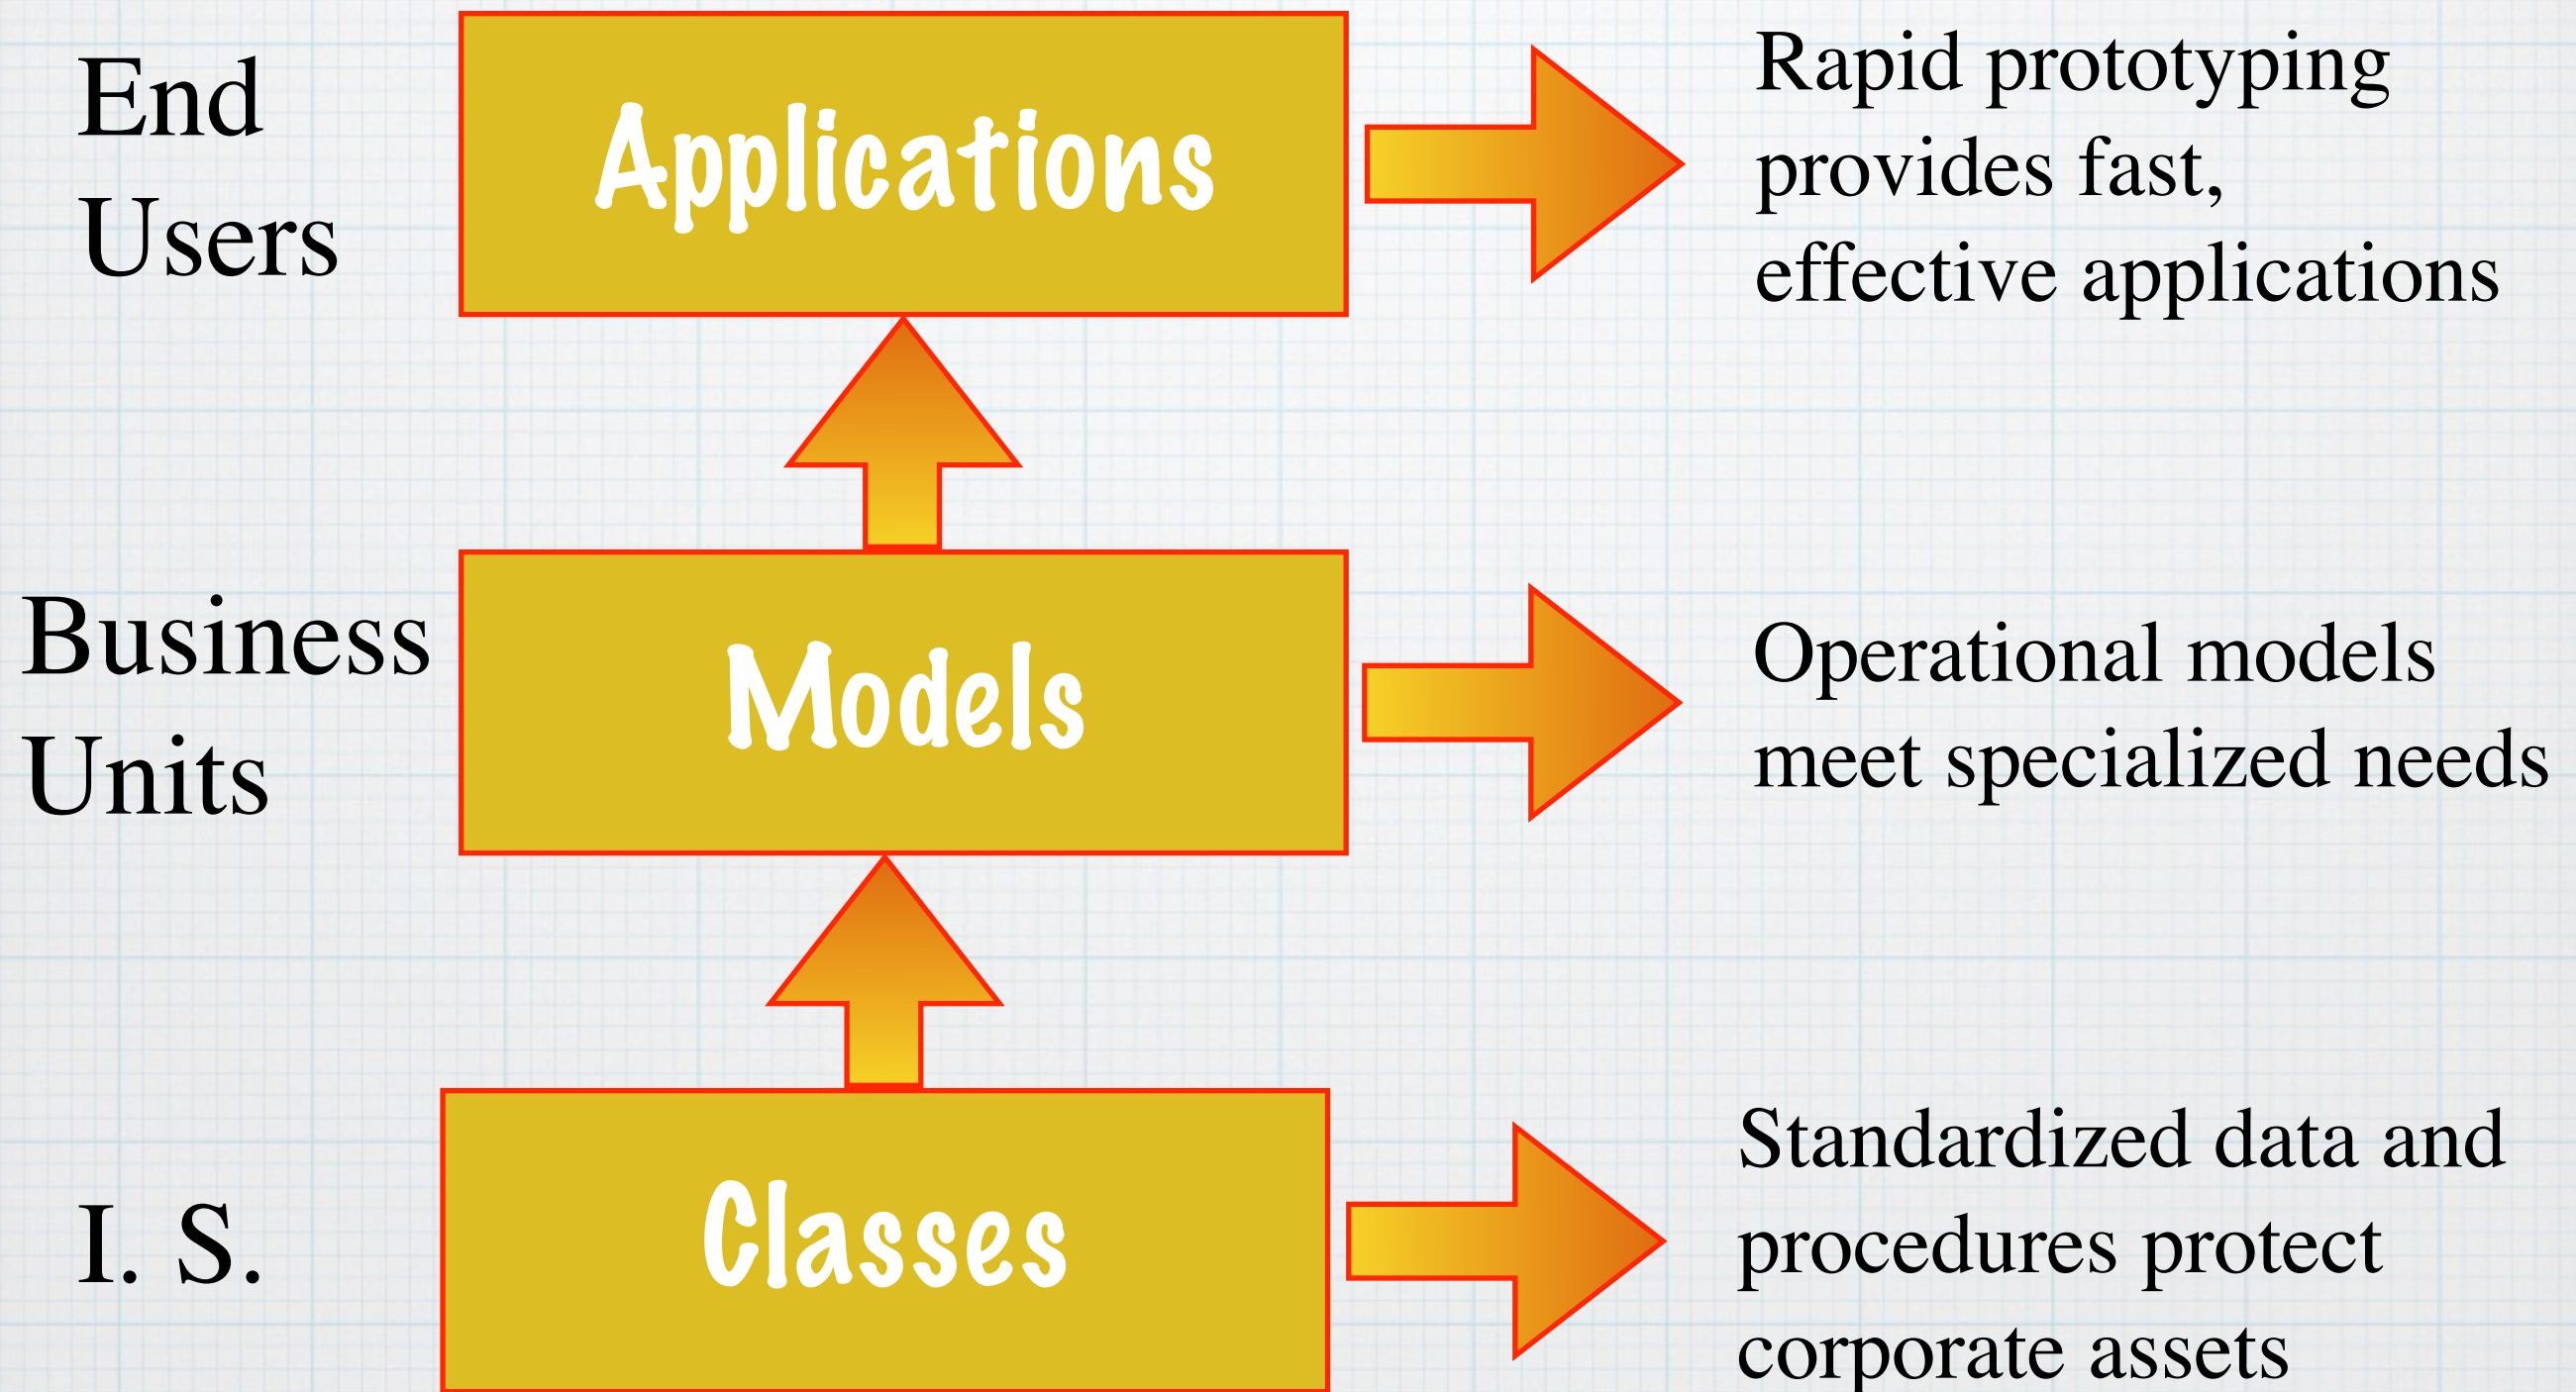 End
Users
Applications
Rapid prototyping
provides fast,
effective applications
Business
Units
Models
Operational models
meet specialized needs
I. S.
Classes
Standardized data and
procedures protect
corporate assets